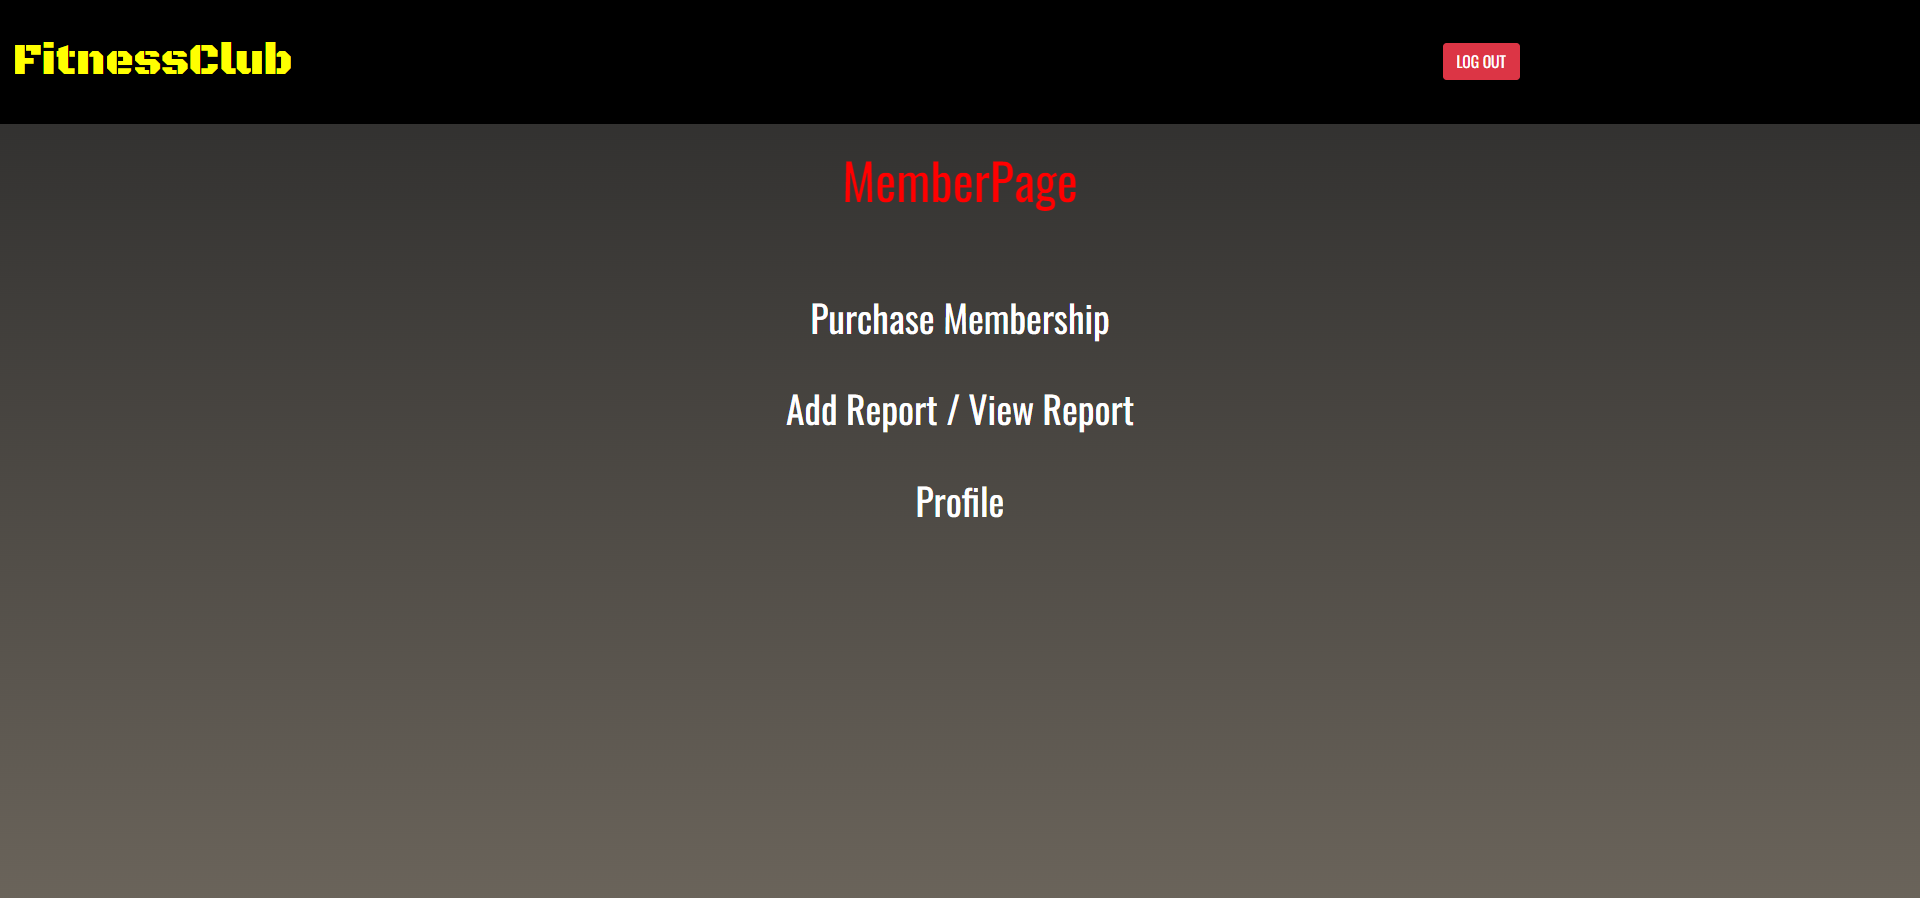 FitnessClub
LOG OUT
MemberPage
Purchase Membership
Add Report / View Report
Profile